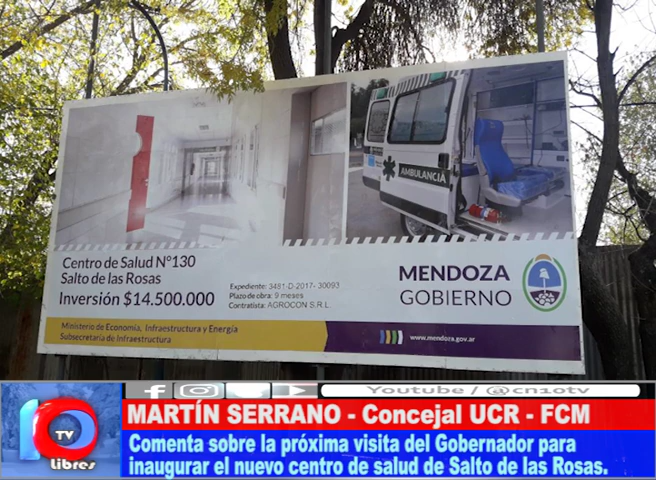 AMBULANCIA
Centro de Salud N°130
Salto de las Rosas
Inversión $14.500.000
Expediente: 3481-D-2017- 30093
Plazo de obra: 9 meses
Contratista: AGROCON S.R.L.
MENDOZA
GOBIERNO
Ministerio de Economía, Infraestructura y Energía
Subsecretaria de Infraestructura
www.mendoza.gov.ar
Youtube / @cn10tv
10
TV
libres
MARTÍN SERRANO - Concejal UCR - FCM
Comenta sobre la próxima visita del Gobernador para
inaugurar el nuevo centro de salud de Salto de las Rosas.